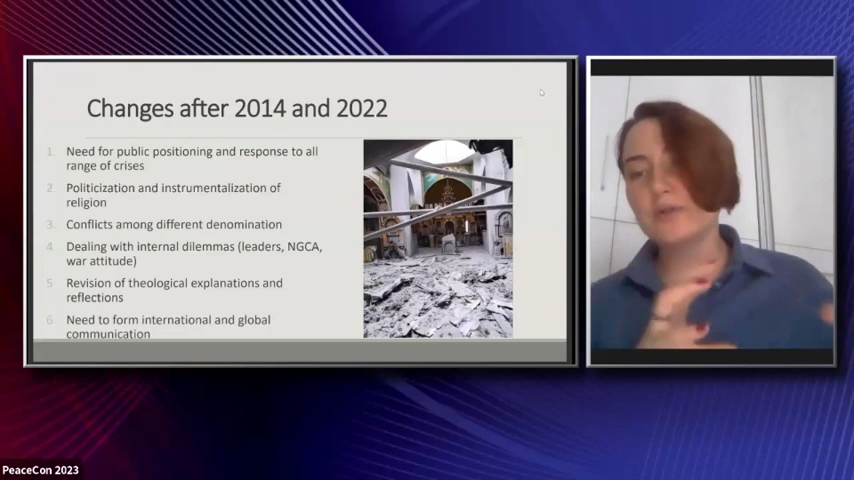 Changes after 2014 and 2022
1. Need for public positioning and response to all
range of crises
2. Politicization and instrumentalization of
religion
3. Conflicts among different denomination
4. Dealing with internal dilemmas (leaders, NGCA,
war attitude)
5. Revision of theological explanations and
reflections
6. Need to form international and global
communication
PeaceCon 2023